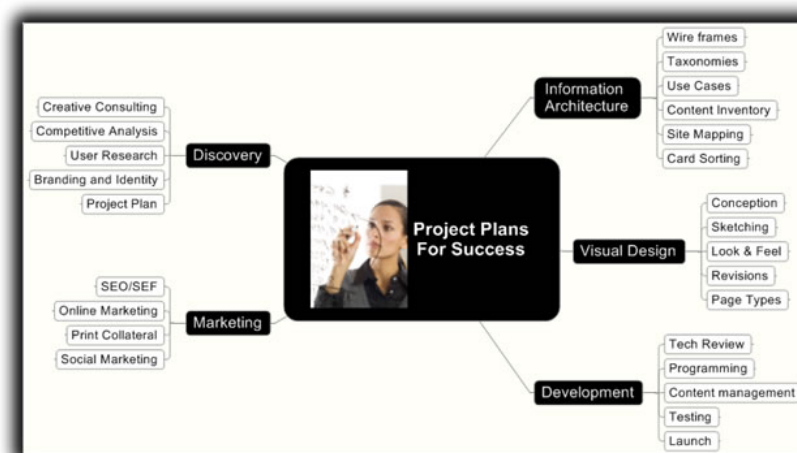 Project Plans
For Success
Discovery
Creative Consulting
Competitive Analysis
User Research
Branding and Identity
Project Plan
Marketing
SEO/SEF
Online Marketing
Print Collateral
Social Marketing
Information
Architecture
Wire frames
Taxonomies
Use Cases
Content Inventory
Site Mapping
Card Sorting
Visual Design
Conception
Sketching
Look & Feel
Revisions
Page Types
Development
Tech Review
Programming
Content management
Testing
Launch